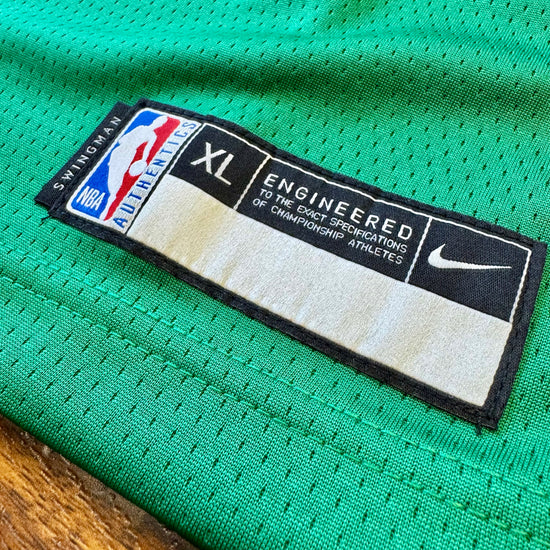 SWINGMAN
NBA
AUTHENTICS
XL
ENGINEERED
TO THE EXACT SPECIFICATIONS
OF CHAMPIONSHIP ATHLETES